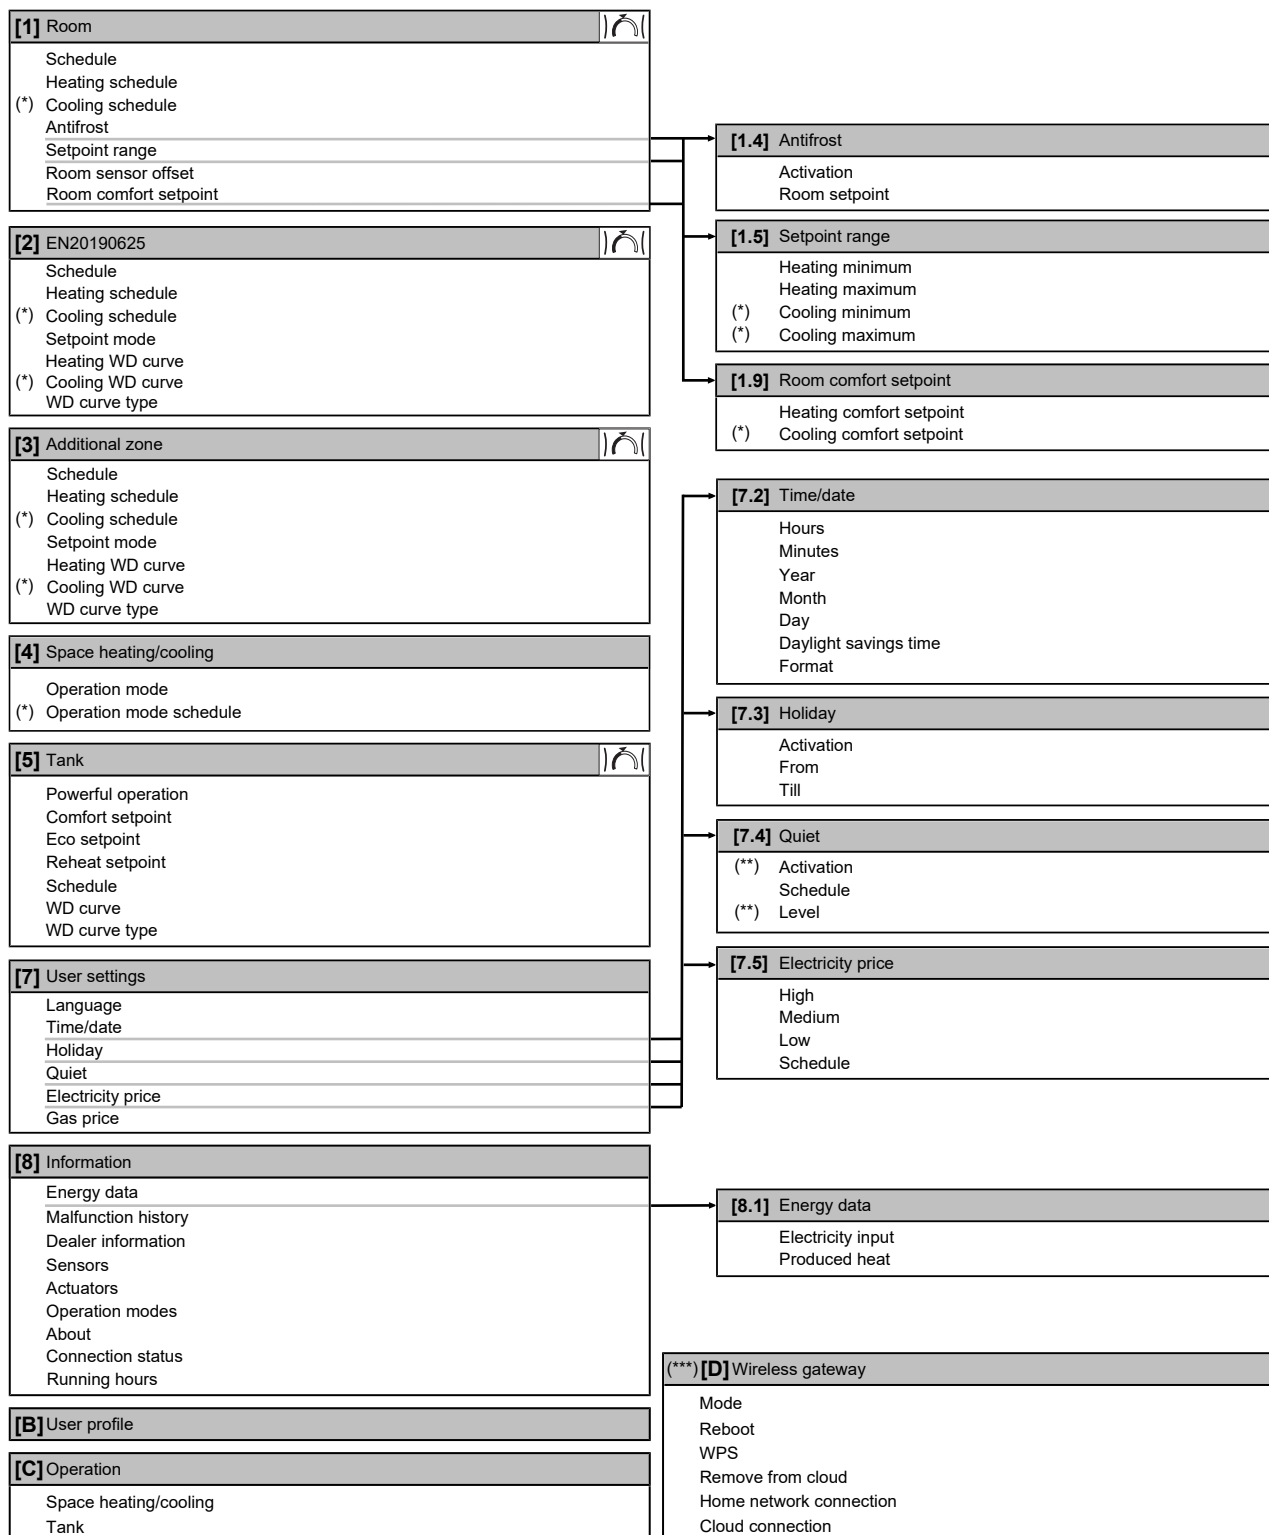 [1] Room
Schedule
Heating schedule
(*) Cooling schedule
Antifrost
Setpoint range
Room sensor offset
Room comfort setpoint
[2] EN20190625
Schedule
Heating schedule
(*) Cooling schedule
Setpoint mode
Heating WD curve
(*) Cooling WD curve
WD curve type
[3] Additional zone
Schedule
Heating schedule
(*) Cooling schedule
Setpoint mode
Heating WD curve
(*) Cooling WD curve
WD curve type
[4] Space heating/cooling
Operation mode
(*) Operation mode schedule
[5] Tank
Powerful operation
Comfort setpoint
Eco setpoint
Reheat setpoint
Schedule
WD curve
WD curve type
[7] User settings
Language
Time/date
Holiday
Quiet
Electricity price
Gas price
[8] Information
Energy data
Malfunction history
Dealer information
Sensors
Actuators
Operation modes
About
Connection status
Running hours
[B] User profile
[C] Operation
Space heating/cooling
Tank
[1.4] Antifrost
Activation
Room setpoint
[1.5] Setpoint range
Heating minimum
Heating maximum
(*) Cooling minimum
(*) Cooling maximum
[1.9] Room comfort setpoint
Heating comfort setpoint
(*) Cooling comfort setpoint
[7.2] Time/date
Hours
Minutes
Year
Month
Day
Daylight savings time
Format
[7.3] Holiday
Activation
From
Till
[7.4] Quiet
(**) Activation
Schedule
(**) Level
[7.5] Electricity price
High
Medium
Low
Schedule
[8.1] Energy data
Electricity input
Produced heat
(***) [D] Wireless gateway
Mode
Reboot
WPS
Remove from cloud
Home network connection
Cloud connection